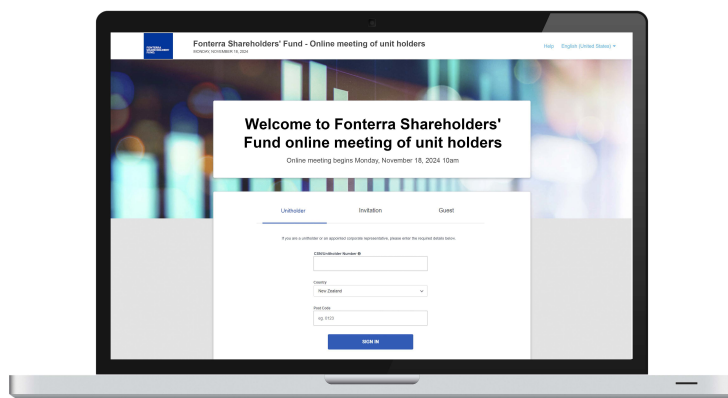 FONTERRA
SHAREHOLDERS'
FUND
Fonterra Shareholders' Fund - Online meeting of unit holders
MONDAY, NOVEMBER 18, 2024
Help English (United States)
Welcome to Fonterra Shareholders'
Fund online meeting of unit holders
Online meeting begins Monday, November 18, 2024 10am
Unitholder Invitation Guest
If you are a unitholder or an appointed corporate representative, please enter the required details below.
CSN/Unitholder Number
Country
New Zealand
Post Code
eg. 0123
SIGN IN